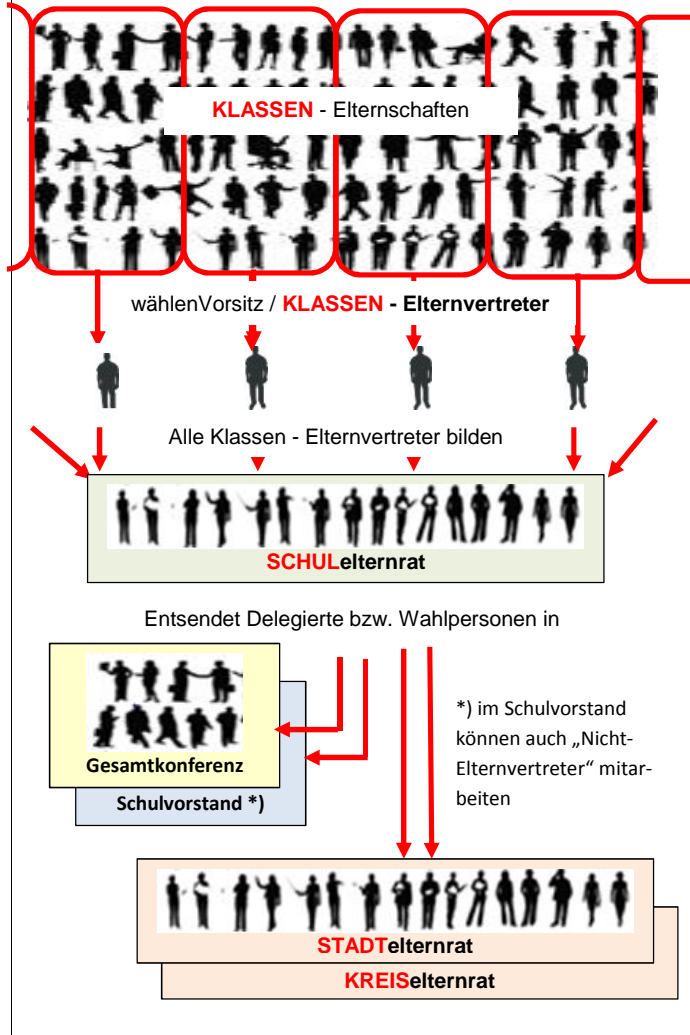 KLASSEN - Elternschaften
wählenVorsitz / KLASSEN - Elternvertreter
Alle Klassen - Elternvertreter bilden
SCHULelternrat
Entsendet Delegierte bzw. Wahlpersonen in
Gesamtkonferenz
Schulvorstand *)
*) im Schulvorstand
können auch „Nicht-
Elternvertreter“ mitar-
beiten
STADTelternrat
KREISelternrat